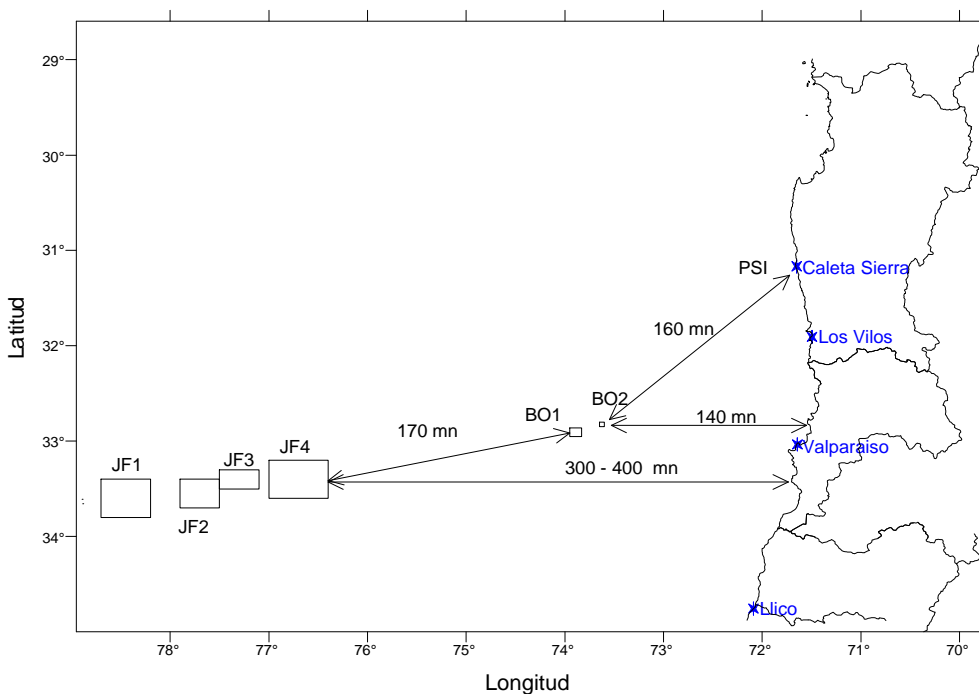 29°
30°
31°
32°
33°
34°
Latitud
PSI
Caleta Sierra
160 mn
Los Vilos
BO1
BO2
140 mn
170 mn
Valparaiso
JF1
JF3
JF4
300 - 400 mn
JF2
Llico
78°
77°
76°
75°
74°
73°
72°
71°
70°
Longitud